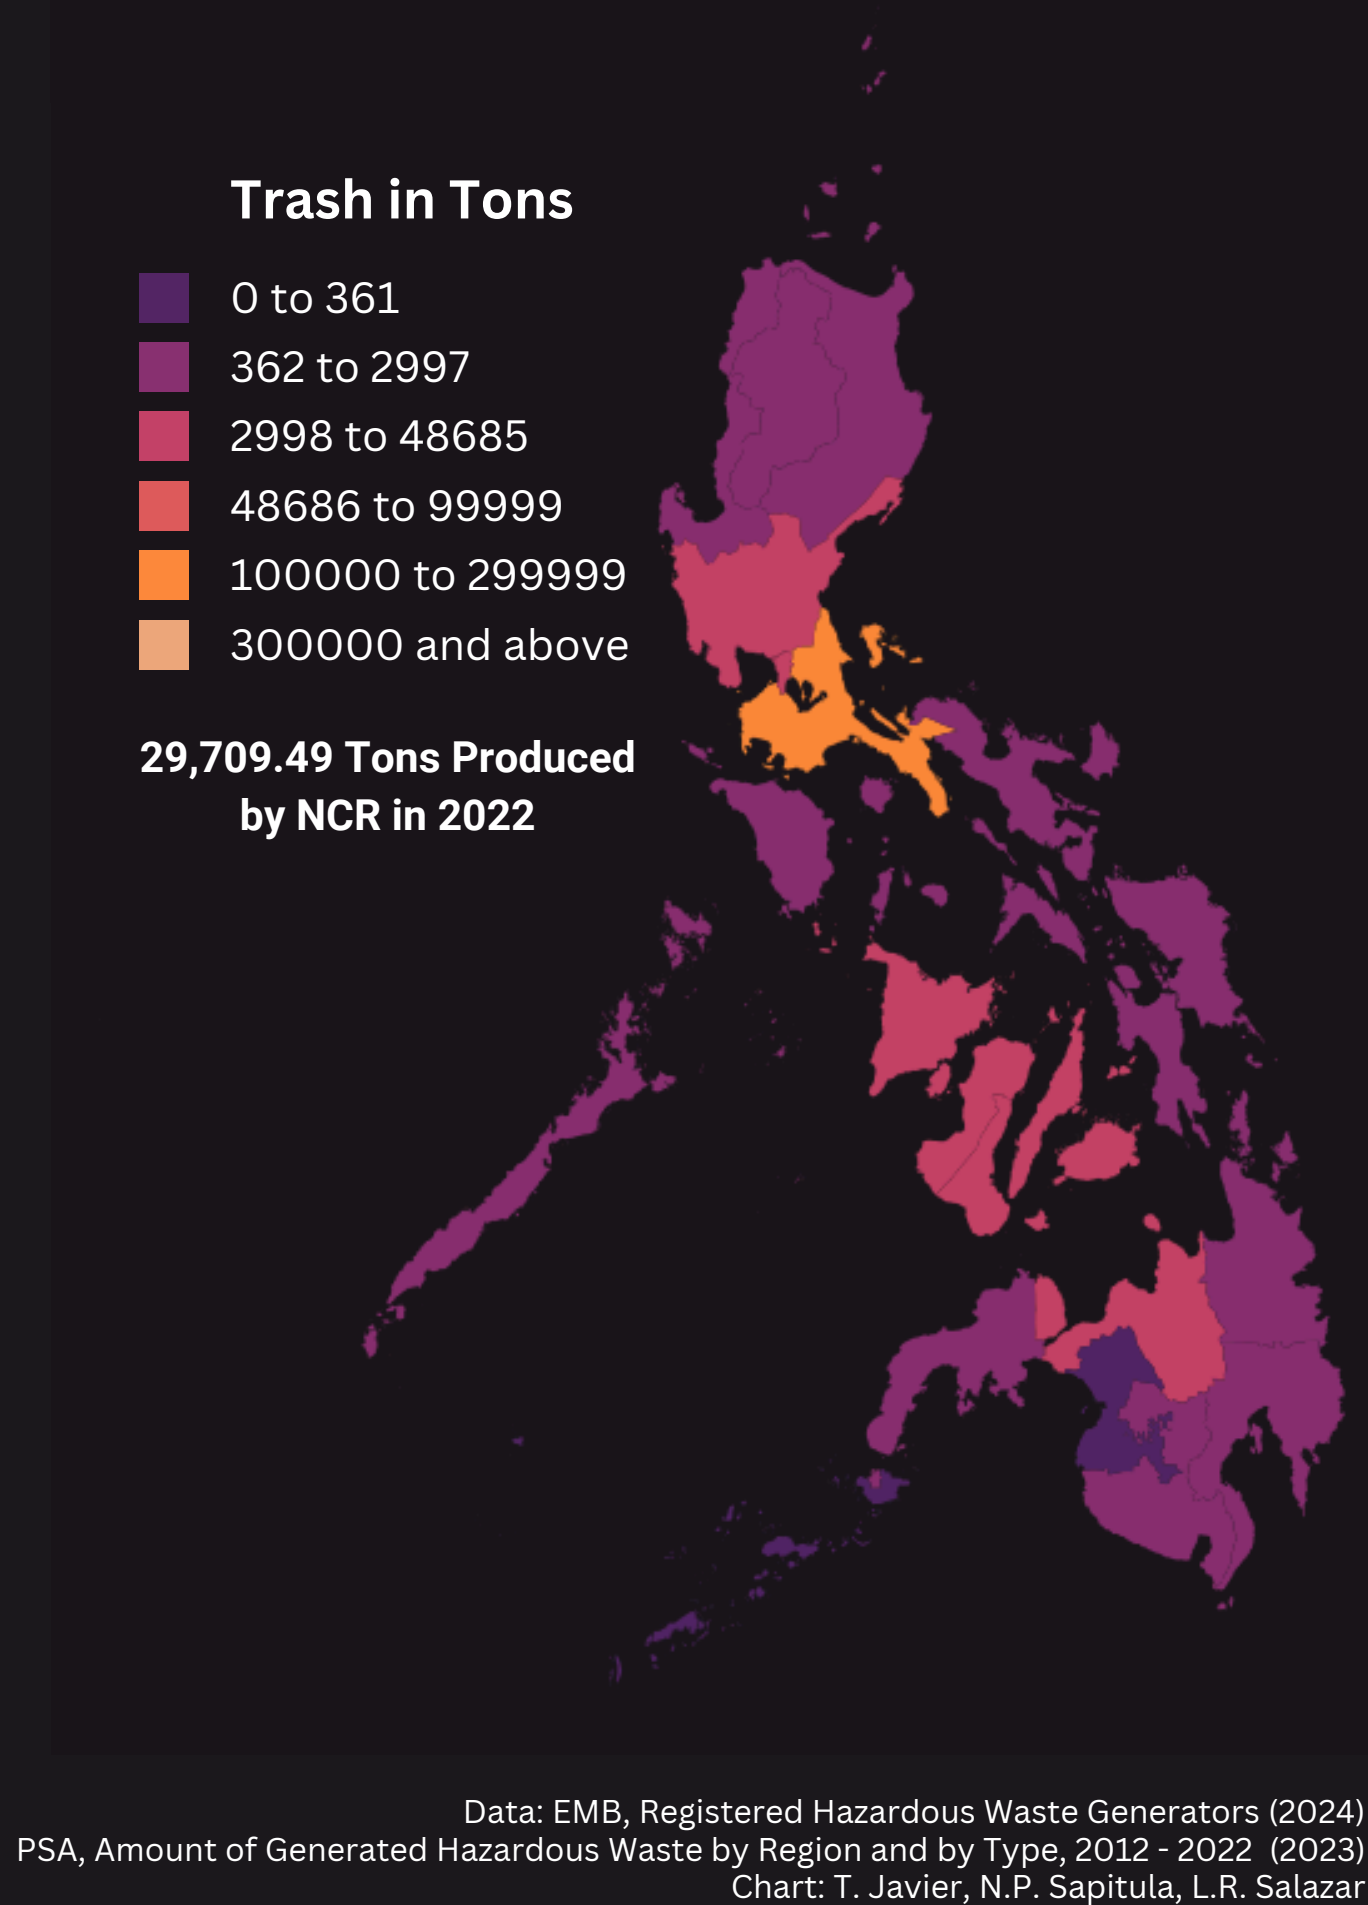 Trash in Tons
0 to 361
362 to 2997
2998 to 48685
48686 to 99999
100000 to 299999
300000 and above
29,709.49 Tons Produced
by NCR in 2022
Data: EMB, Registered Hazardous Waste Generators (2024)
PSA, Amount of Generated Hazardous Waste by Region and by Type, 2012 - 2022 (2023)
Chart: T. Javier, N.P. Sapitula, L.R. Salazar